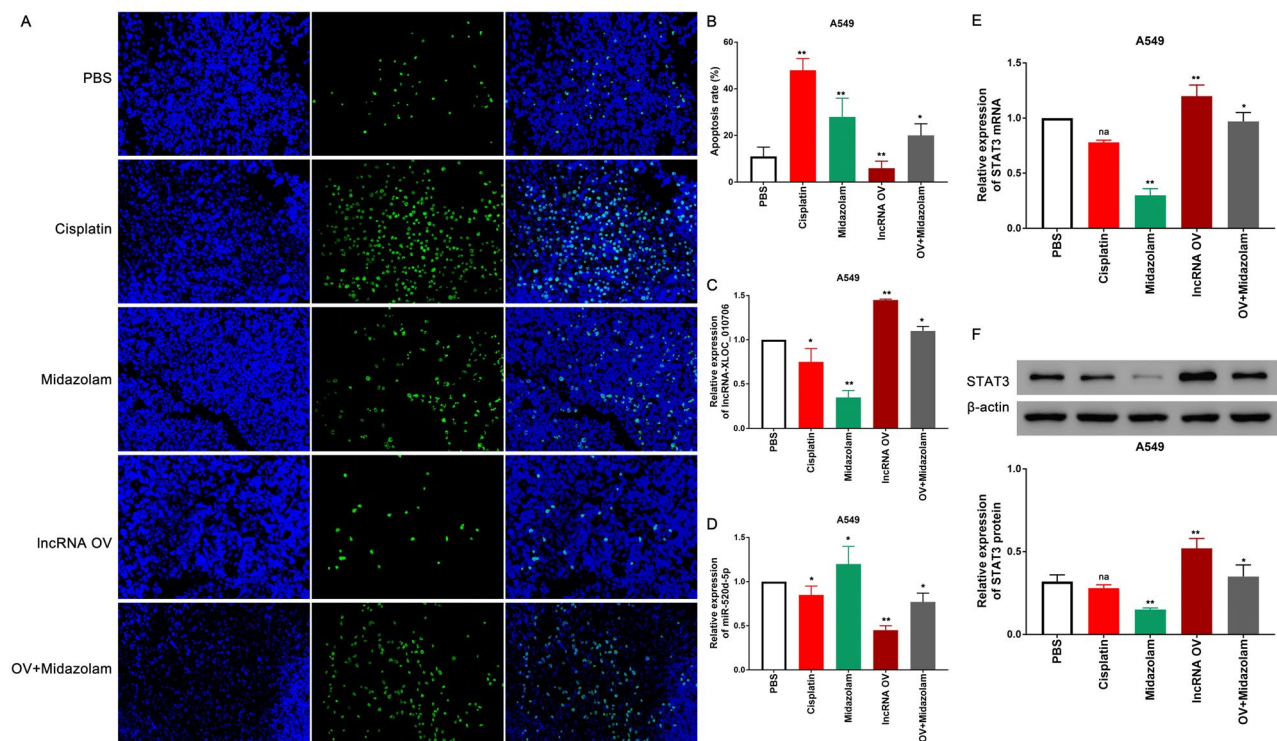 A
PBS
Cisplatin
Midazolam
lncRNA OV
OV+Midazolam
B
A549
Apoptosis rate (%)
60
40
20
0
**
**
**
*
PBS
Cisplatin
Midazolam
lncRNA OV
OV+Midazolam
C
A549
Relative expression
of lncRNA-XLOC_010706
1.5
1.0
0.5
0.0
*
**
**
*
PBS
Cisplatin
Midazolam
lncRNA OV
OV+Midazolam
D
A549
Relative expression
of miR-520d-5p
1.5
1.0
0.5
0.0
*
*
**
*
PBS
Cisplatin
Midazolam
lncRNA OV
OV+Midazolam
E
A549
Relative expression
of STAT3 mRNA
1.5
1.0
0.5
0.0
na
**
**
*
PBS
Cisplatin
Midazolam
lncRNA OV
OV+Midazolam
F
STAT3
β-actin
A549
Relative expression
of STAT3 protein
1.0
0.5
0.0
na
**
**
*
PBS
Cisplatin
Midazolam
lncRNA OV
OV+Midazolam